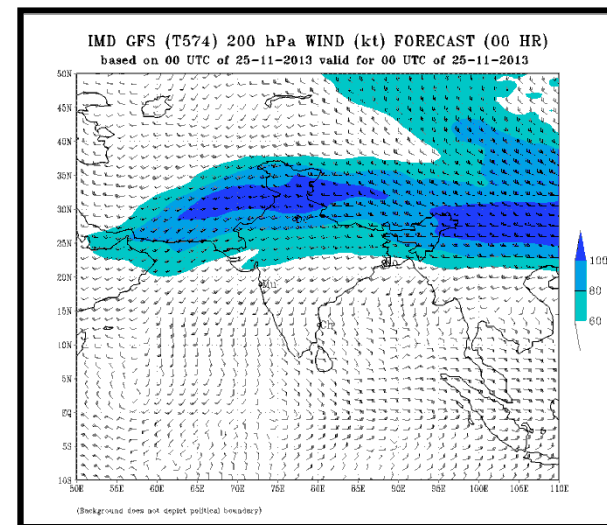 IMD GFS (T574) 200 hPa WIND (kt) FORECAST (00 HR)
based on 00 UTC of 25-11-2013 valid for 00 UTC of 25-11-2013
50N
45N
40N
35N
30N
25N
20N
15N
10N
5N
EQ
5S
10S
50E 55E 60E 65E 70E 75E 80E 85E 90E 95E 100E 105E 110E
Mu
Ch
100
80
60
(Background does not depict political boundary)